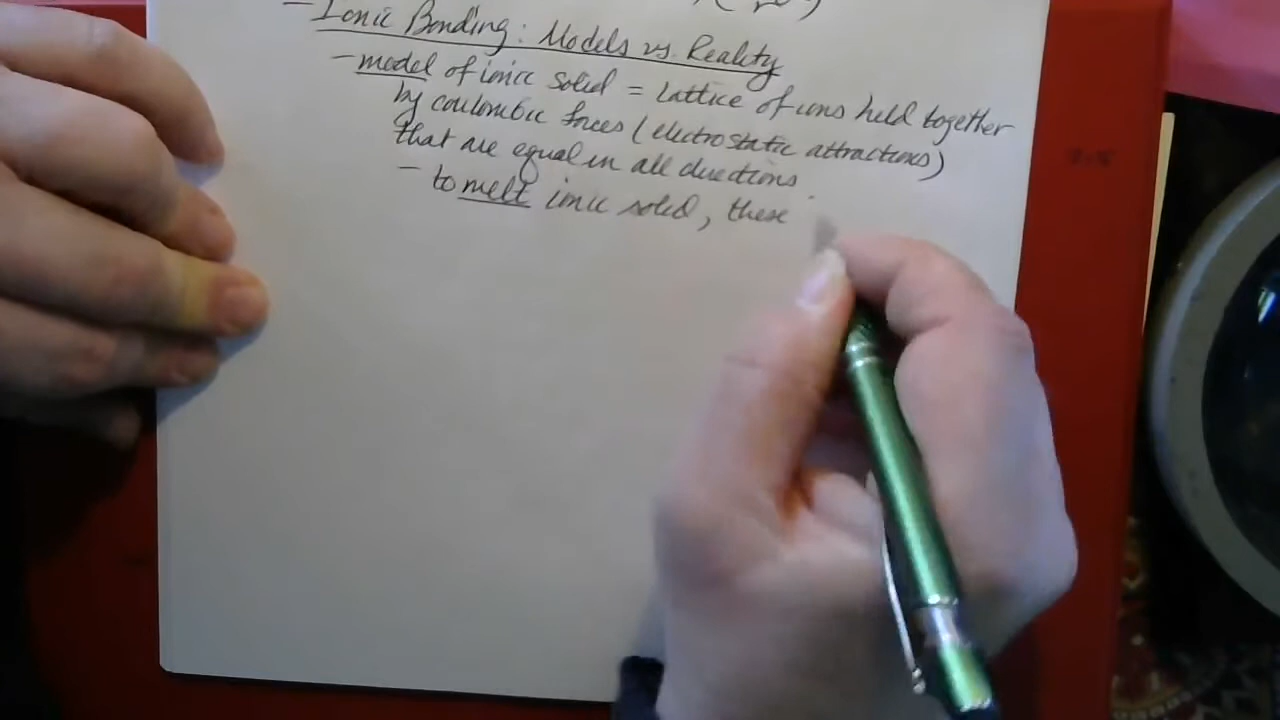 - Ionic Bonding: Models vs Reality
- model of ionic solid = lattice of ions held together
by coulombic forces (electrostatic attractions)
that are equal in all directions
- to melt ionic solid, these